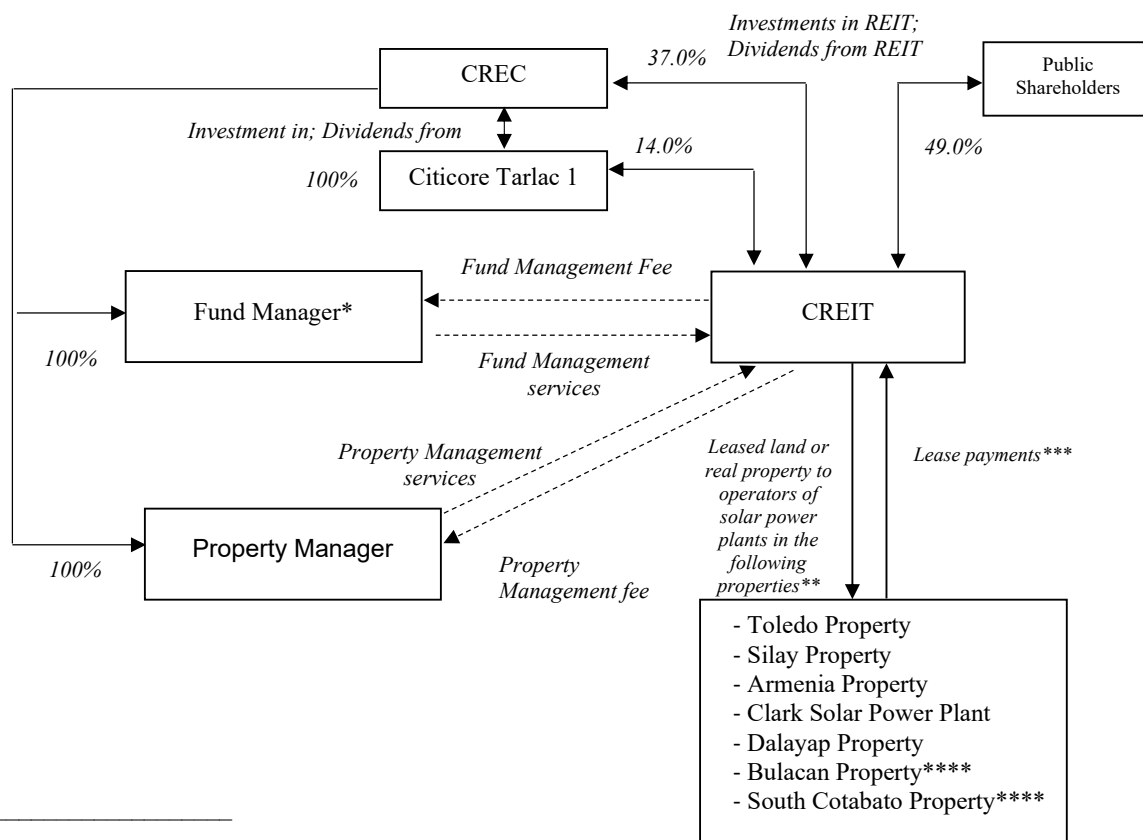 Investments in REIT;
Dividends from REIT
CREC
37.0%
Public
Shareholders
Investment in; Dividends from
14.0%
49.0%
100%
Citicore Tarlac 1
Fund Management Fee
Fund Manager*
CREIT
100%
Fund Management
services
Property Management
services
Leased land or
real property to
operators of
solar power
plants in the
following
properties**
Lease payments***
Property Manager
100%
Property
Management fee
- Toledo Property
- Silay Property
- Armenia Property
- Clark Solar Power Plant
- Dalayap Property
- Bulacan Property****
- South Cotabato Property****